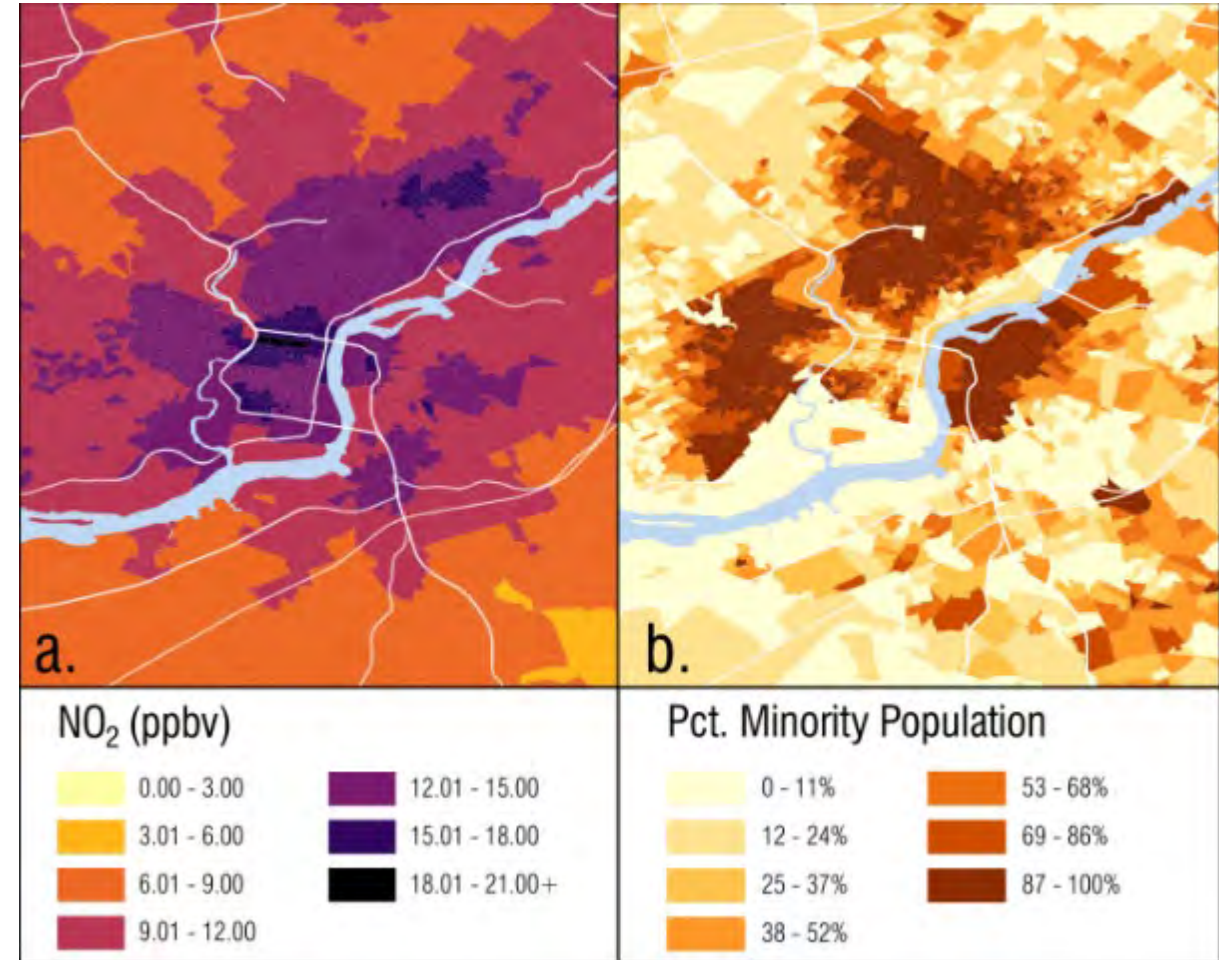 a.
b.
NO₂ (ppbv)
0.00 - 3.00
3.01 - 6.00
6.01 - 9.00
9.01 - 12.00
12.01 - 15.00
15.01 - 18.00
18.01 - 21.00+
Pct. Minority Population
0 - 11%
12 - 24%
25 - 37%
38 - 52%
53 - 68%
69 - 86%
87 - 100%